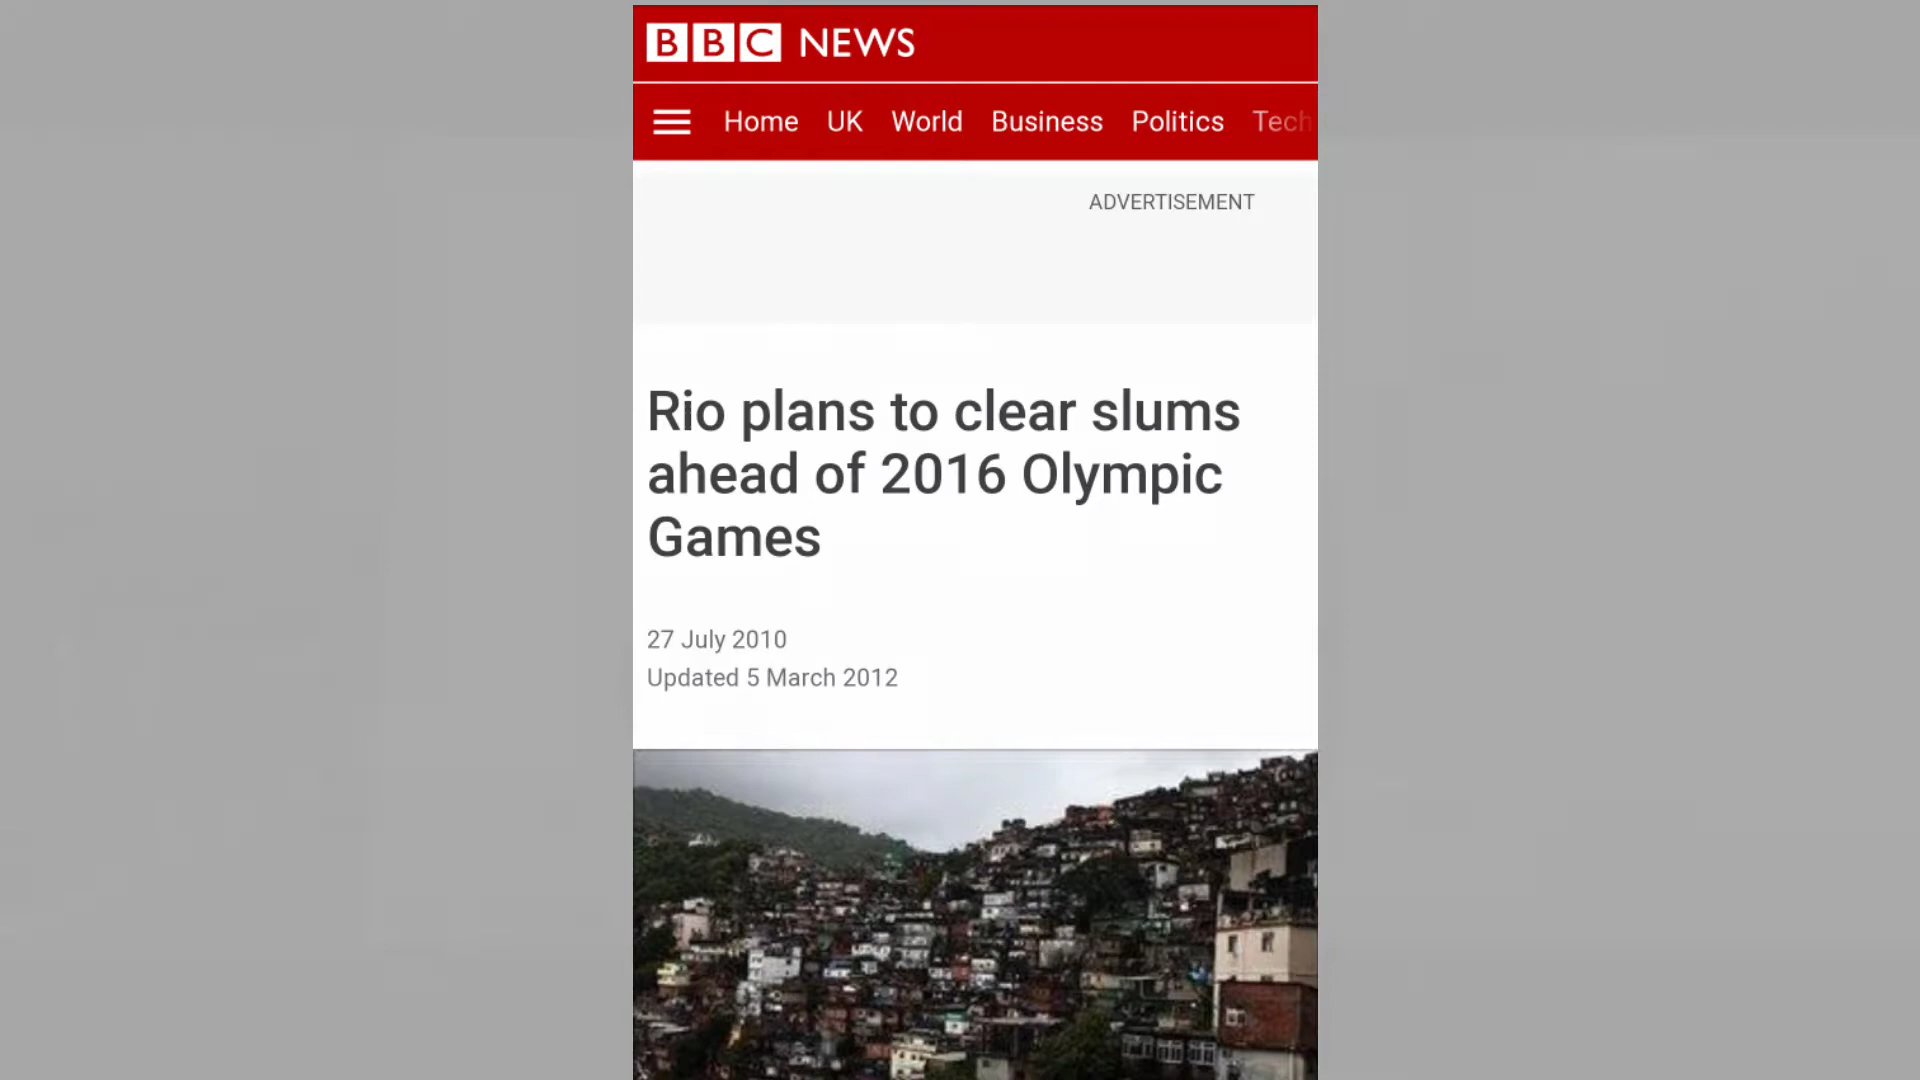 BBC NEWS
Home UK World Business Politics Tech
ADVERTISEMENT
Rio plans to clear slums
ahead of 2016 Olympic
Games
27 July 2010
Updated 5 March 2012